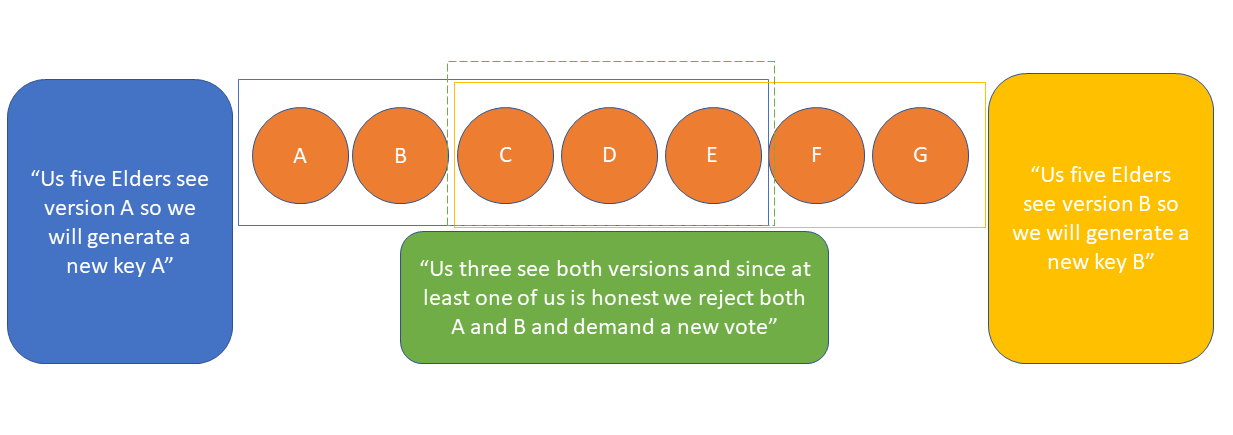 “Us five Elders see
version A so we
will generate a
new key A”
A
B
C
D
E
F
G
“Us three see both versions and since at
least one of us is honest we reject both
A and B and demand a new vote”
“Us five Elders
see version B so
we will generate a
new key B”